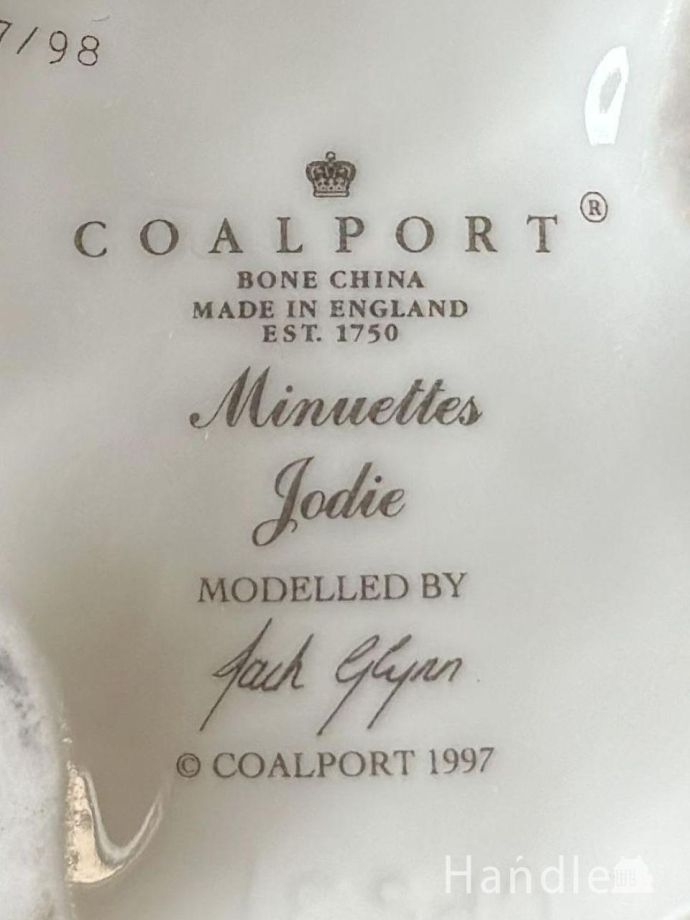 7/98
COALPORT®
BONE CHINA
MADE IN ENGLAND
EST. 1750
Minuettes
Jodie
MODELLED BY
Jack Glynn
© COALPORT 1997
Handle